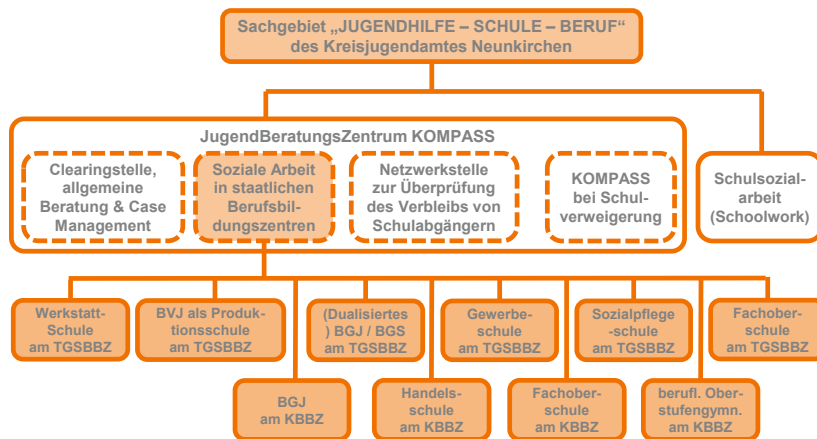 Sachgebiet „JUGENDHILFE – SCHULE – BERUF“
des Kreisjugendamtes Neunkirchen
JugendBeratungsZentrum KOMPASS
Clearingstelle,
allgemeine
Beratung & Case
Management
Soziale Arbeit
in staatlichen
Berufsbil-
dungszentren
Netzwerkstelle
zur Überprüfung
des Verbleibs von
Schulabgängern
KOMPASS
bei Schul-
verweigerung
Schulsozial-
arbeit
(Schoolwork)
Werkstatt-
Schule
am TGSBBZ
BVJ als Produk-
tionsschule
am TGSBBZ
(Dualisiertes
) BGJ / BGS
am TGSBBZ
Gewerbe-
schule
am TGSBBZ
Sozialpflege
-schule
am TGSBBZ
Fachober-
schule
am TGSBBZ
BGJ
am KBBZ
Handels-
schule
am KBBZ
Fachober-
schule
am KBBZ
berufl. Ober-
stufengymn.
am KBBZ